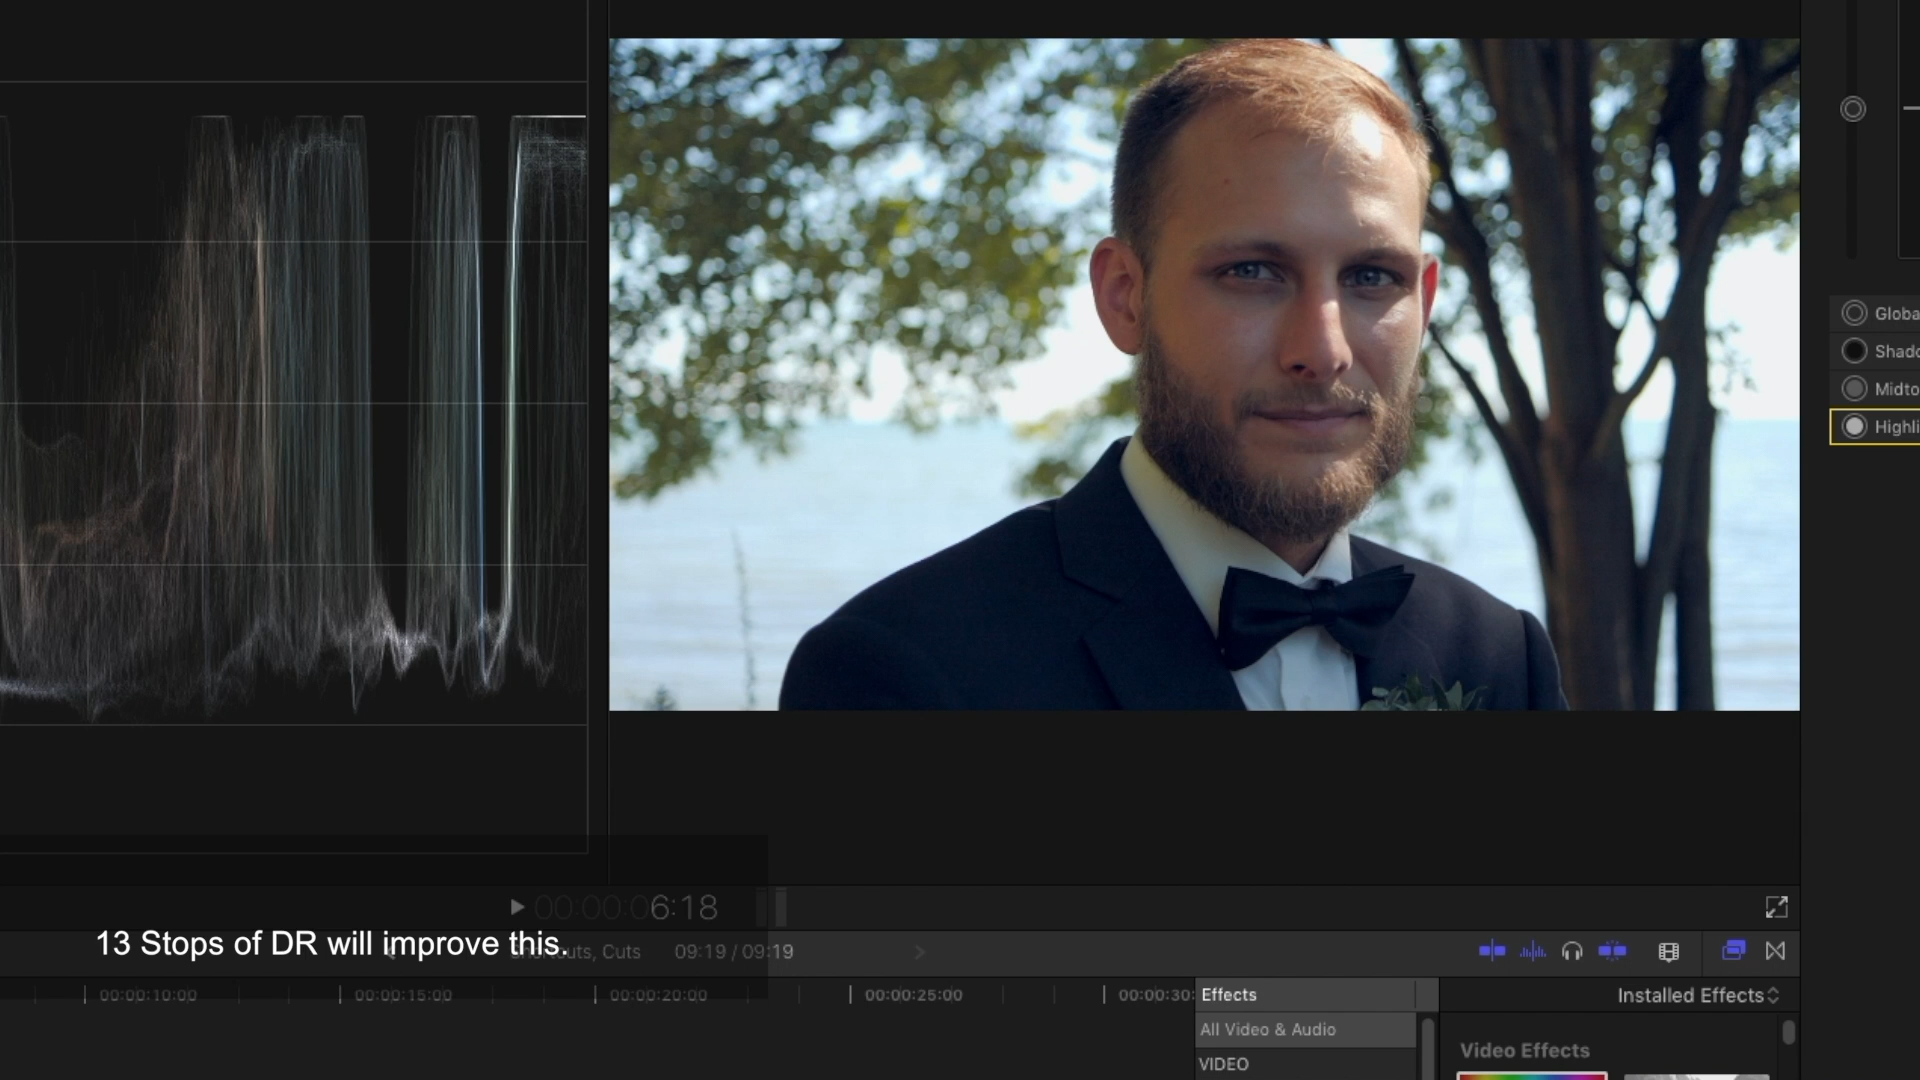 Globa
Shado
Midto
Highli
00:00:06:18
13 Stops of DR will improve this.
uts, Cuts
09:19 / 09:19
00:00:10:00
00:00:15:00
00:00:20:00
00:00:25:00
00:00:30:
Effects
Installed Effects
All Video & Audio
Video Effects
VIDEO